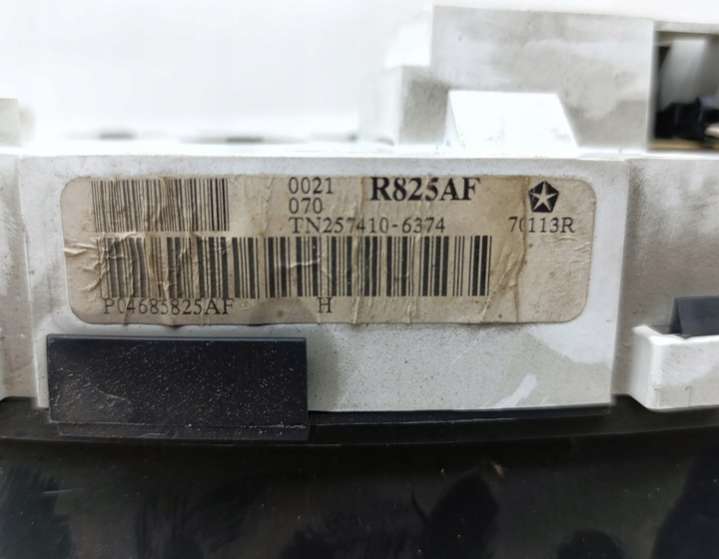 0021 R825AF
070
TN257410-6374 70113R
P04685825AF H